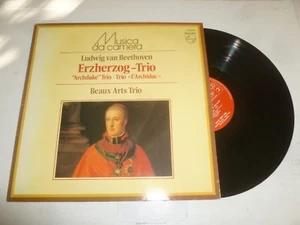 Musica
da camera
Ludwig van Beethoven
Erzherzog-Trio
"Archduke" Trio · Trio «l'Archiduc»
Beaux Arts Trio